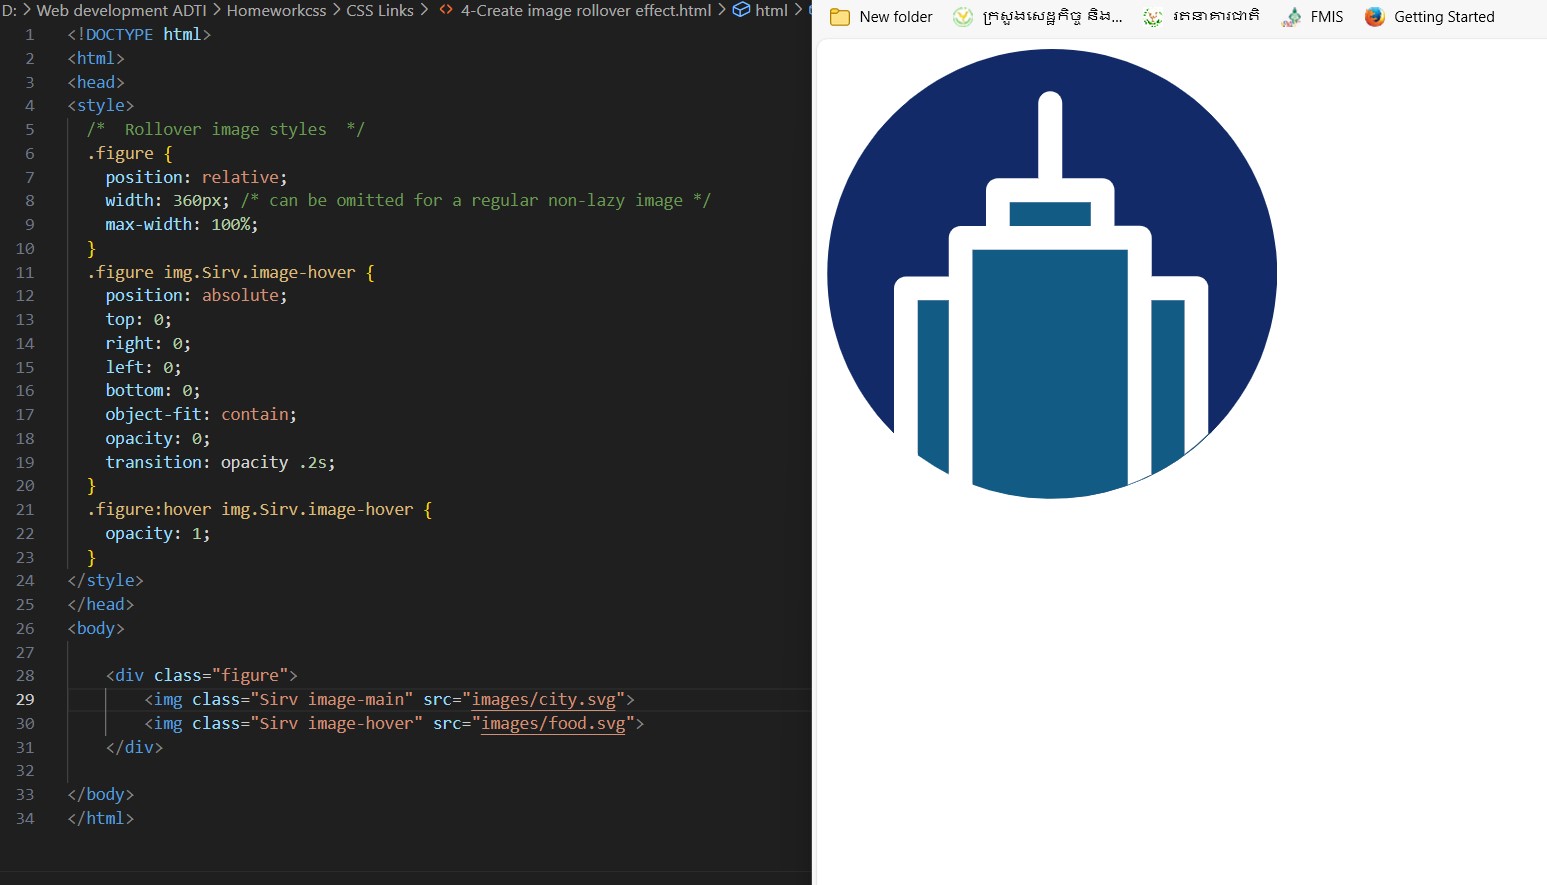 D: > Web development ADTI > Homeworkcss > CSS Links > <> 4-Create image rollover effect.html > html >
New folder ក្រសួងសេដ្ឋកិច្ច និង... រតនាគារជាតិ FMIS Getting Started
1 <!DOCTYPE html>
2 <html>
3 <head>
4 <style>
5 /*  Rollover image styles  */
6 .figure {
7 position: relative;
8 width: 360px; /* can be omitted for a regular non-lazy image */
9 max-width: 100%;
10 }
11 .figure img.Sirv.image-hover {
12 position: absolute;
13 top: 0;
14 right: 0;
15 left: 0;
16 bottom: 0;
17 object-fit: contain;
18 opacity: 0;
19 transition: opacity .2s;
20 }
21 .figure:hover img.Sirv.image-hover {
22 opacity: 1;
23 }
24 </style>
25 </head>
26 <body>
27
28 <div class="figure">
29 <img class="Sirv image-main" src="images/city.svg">
30 <img class="Sirv image-hover" src="images/food.svg">
31 </div>
32
33 </body>
34 </html>